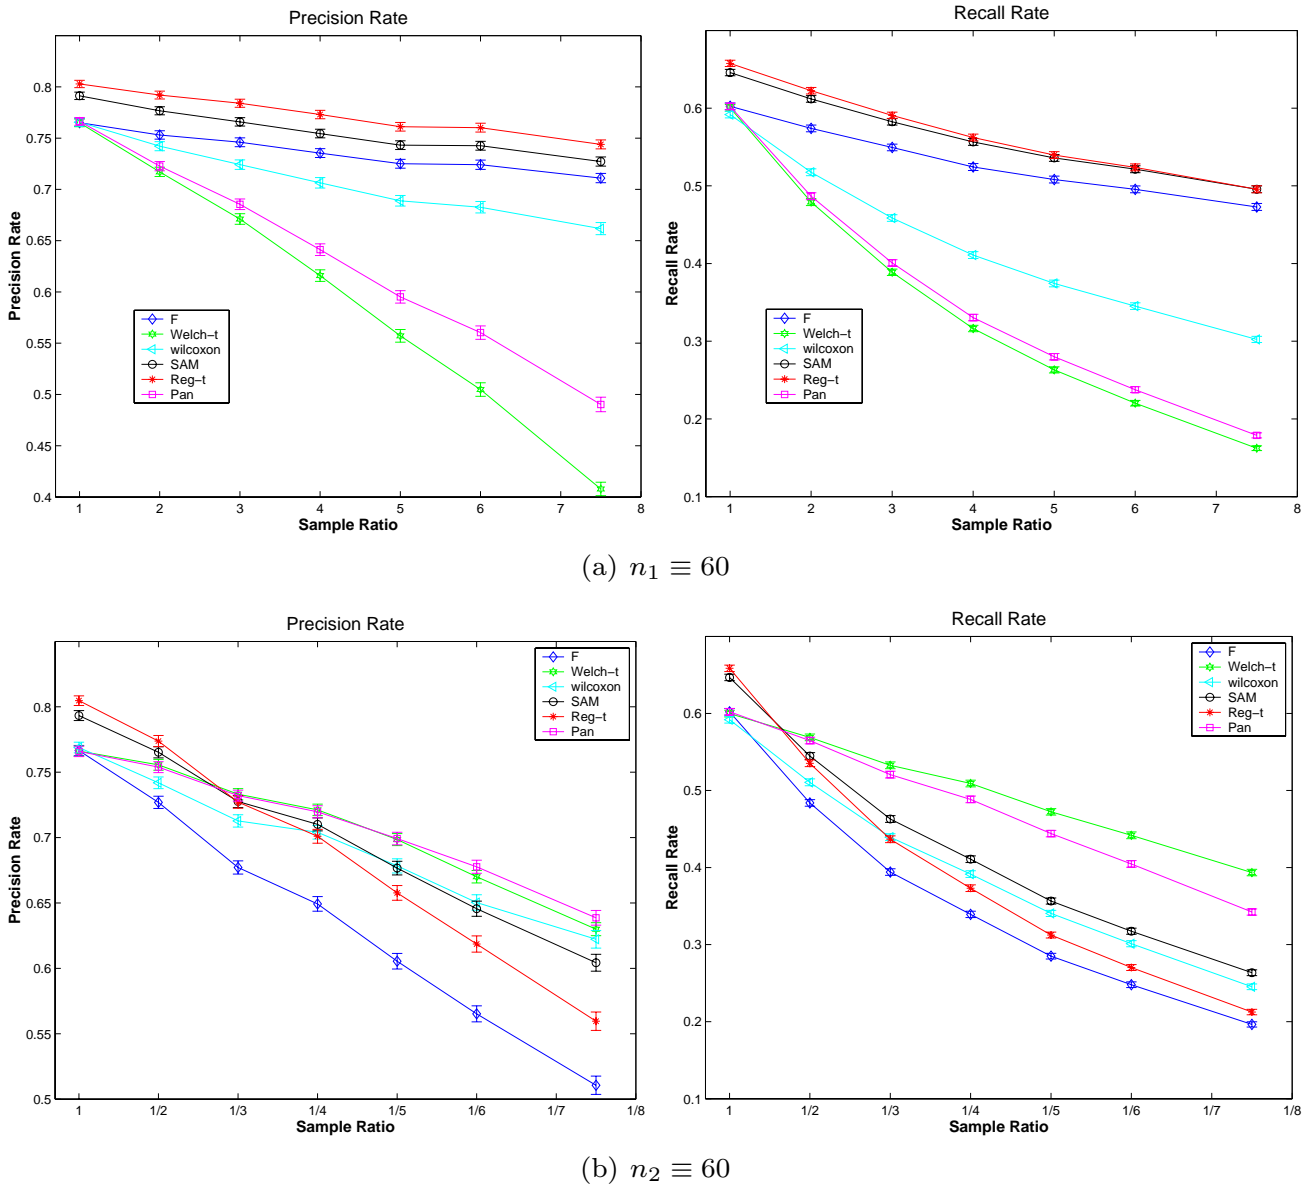 Precision Rate
Precision Rate
0.8
0.75
0.7
0.65
0.6
0.55
0.5
0.45
0.4
F
Welch-t
wilcoxon
SAM
Reg-t
Pan
1 2 3 4 5 6 7 8
Sample Ratio
Recall Rate
Recall Rate
0.6
0.5
0.4
0.3
0.2
0.1
F
Welch-t
wilcoxon
SAM
Reg-t
Pan
1 2 3 4 5 6 7 8
Sample Ratio
(a) n₁ ≡ 60
Precision Rate
Precision Rate
0.8
0.75
0.7
0.65
0.6
0.55
0.5
F
Welch-t
wilcoxon
SAM
Reg-t
Pan
1 1/2 1/3 1/4 1/5 1/6 1/7 1/8
Sample Ratio
Recall Rate
Recall Rate
0.6
0.5
0.4
0.3
0.2
0.1
F
Welch-t
wilcoxon
SAM
Reg-t
Pan
1 1/2 1/3 1/4 1/5 1/6 1/7 1/8
Sample Ratio
(b) n₂ ≡ 60